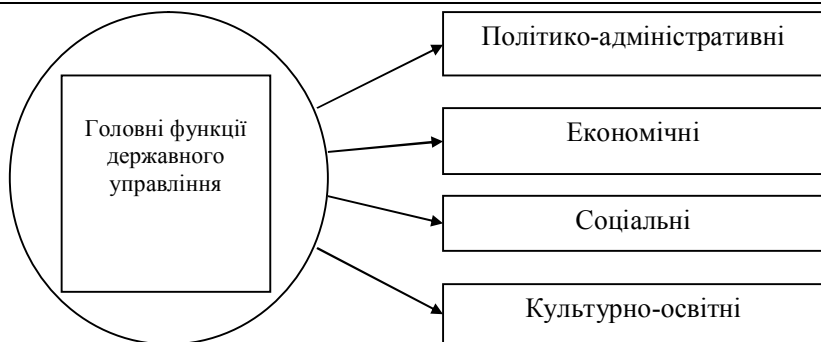 Головні функції
державного
управління
Політико-адміністративні
Економічні
Соціальні
Культурно-освітні